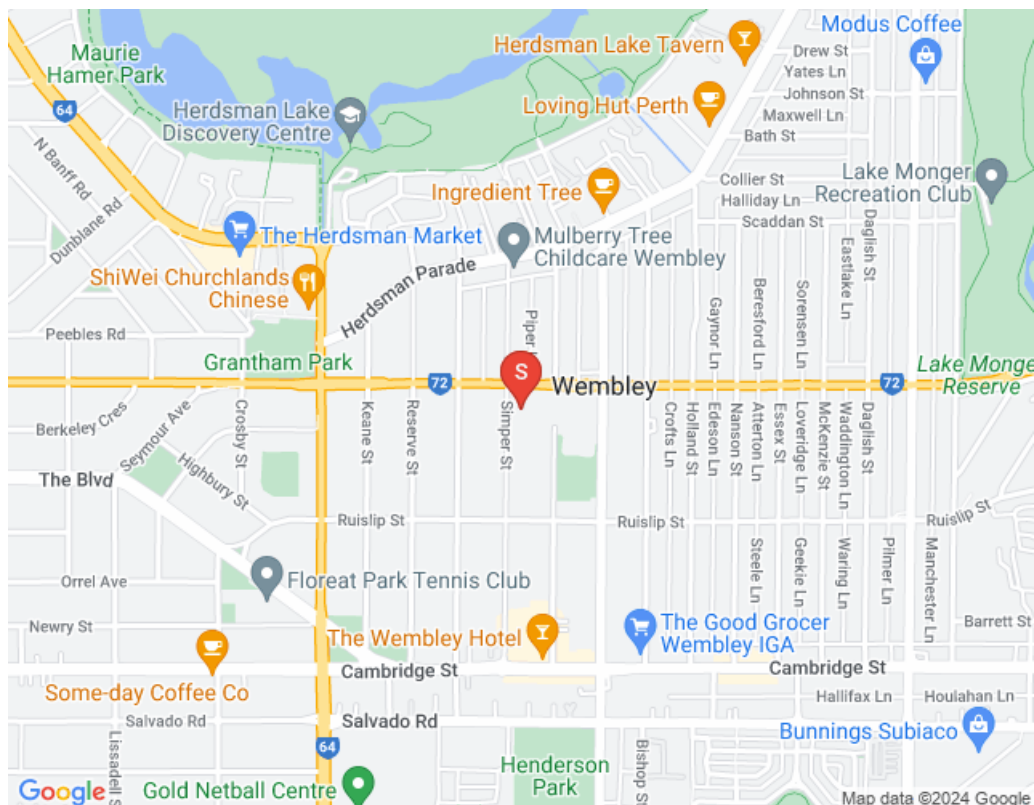 Modus Coffee
Herdsman Lake Tavern
Drew St
Yates Ln
Maurie
Hamer Park
Johnson St
Loving Hut Perth
64
Herdsman Lake
Discovery Centre
Maxwell Ln
Bath St
N Banff Rd
Lake Monger
Recreation Club
Collier St
Ingredient Tree
Halliday Ln
Dunblane Rd
Scaddan St
Daglish St
The Herdsman Market
Mulberry Tree
Childcare Wembley
Eastlake Ln
ShiWei Churchlands
Chinese
Herdsman Parade
Gaynor Ln
Beresford Ln
Sorensen Ln
Peebles Rd
Piper
Grantham Park
S
Lake Monger
Reserve
72
Wembley
72
Berkeley Cres
Seymour Ave
Crosby St
Keane St
Reserve St
Simper St
Crofts Ln
Holland St
Edeson Ln
Nanson St
Atterton Ln
Essex St
Loveridge Ln
McKenzie St
Waddington Ln
Daglish St
The Blvd
Highbury St
Ruislip St
Ruislip St
Ruislip St
Steele Ln
Geekie Ln
Waring Ln
Pilmer Ln
Manchester Ln
Orrel Ave
Floreat Park Tennis Club
Newry St
The Wembley Hotel
The Good Grocer
Wembley IGA
Barrett St
Cambridge St
Cambridge St
Some-day Coffee Co
Hallifax Ln
Houlahan Ln
Salvado Rd
Salvado Rd
Bunnings Subiaco
64
Lissadell S
Bishop S
Henderson
Park
Google
Gold Netball Centre
Map data ©2024 Google